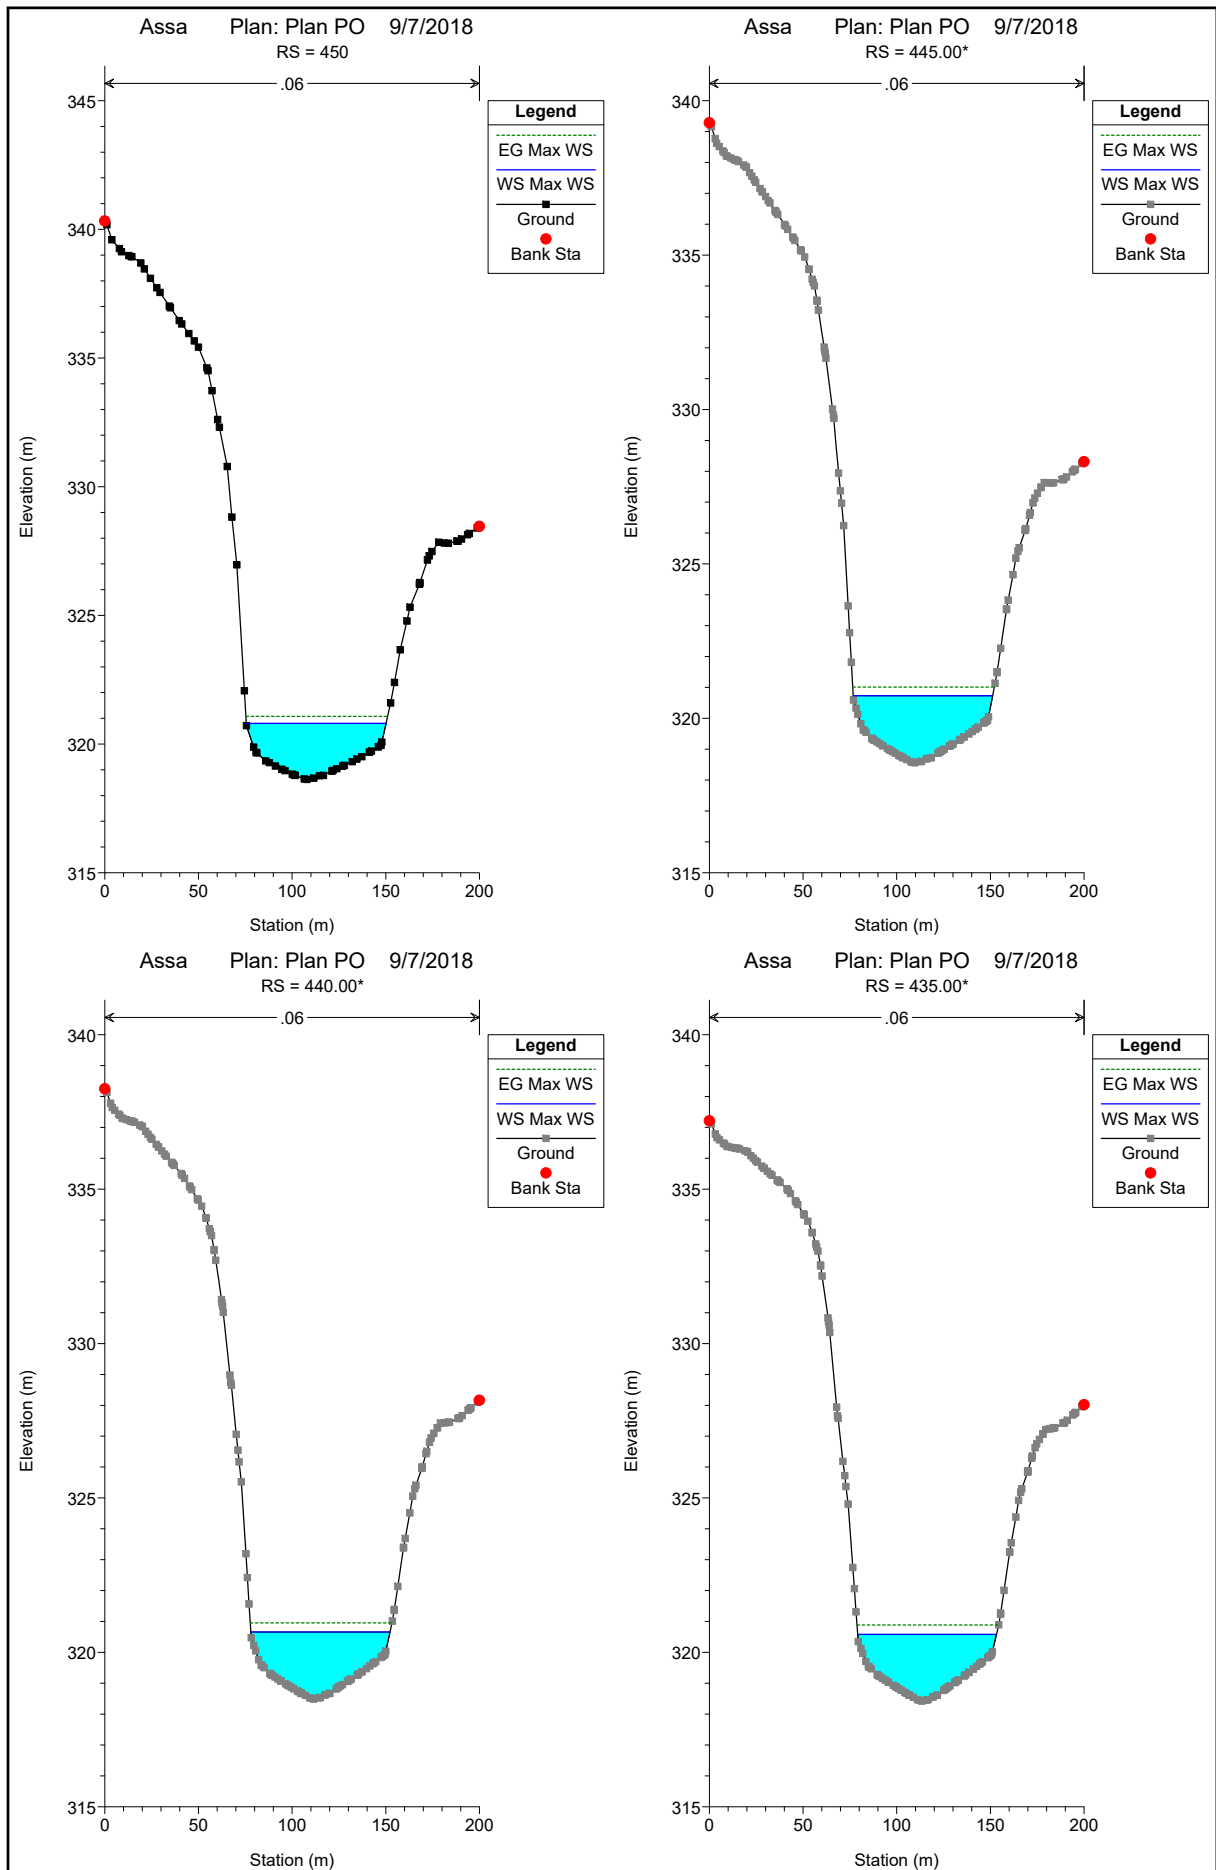 Assa Plan: Plan PO 9/7/2018
RS = 450
.06
Legend
EG Max WS
WS Max WS
Ground
Bank Sta
345
340
335
330
325
320
315
Elevation (m)
0 50 100 150 200
Station (m)
Assa Plan: Plan PO 9/7/2018
RS = 445.00*
.06
Legend
EG Max WS
WS Max WS
Ground
Bank Sta
340
335
330
325
320
315
Elevation (m)
0 50 100 150 200
Station (m)
Assa Plan: Plan PO 9/7/2018
RS = 440.00*
.06
Legend
EG Max WS
WS Max WS
Ground
Bank Sta
340
335
330
325
320
315
Elevation (m)
0 50 100 150 200
Station (m)
Assa Plan: Plan PO 9/7/2018
RS = 435.00*
.06
Legend
EG Max WS
WS Max WS
Ground
Bank Sta
340
335
330
325
320
315
Elevation (m)
0 50 100 150 200
Station (m)